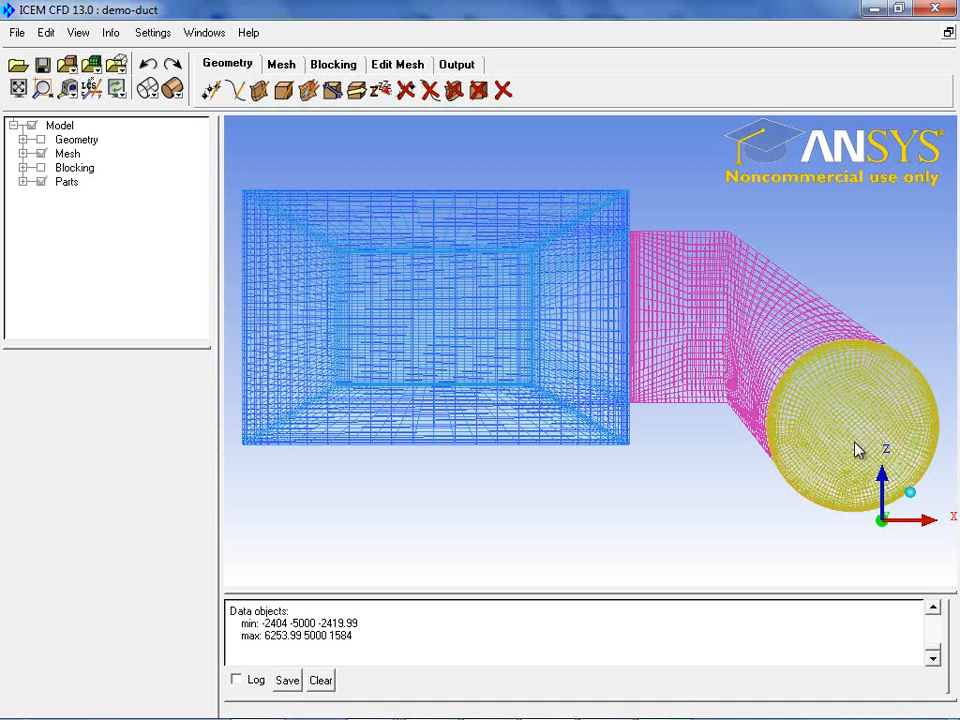 ICEM CFD 13.0 : demo-duct
File Edit View Info Settings Windows Help
Geometry Mesh Blocking Edit Mesh Output
LCS
Model
Geometry
Mesh
Blocking
Parts
ANSYS
Noncommercial use only
Z
Y
X
Data objects:
min: -2404 -5000 -2419.99
max: 6253.99 5000 1584
Log Save Clear